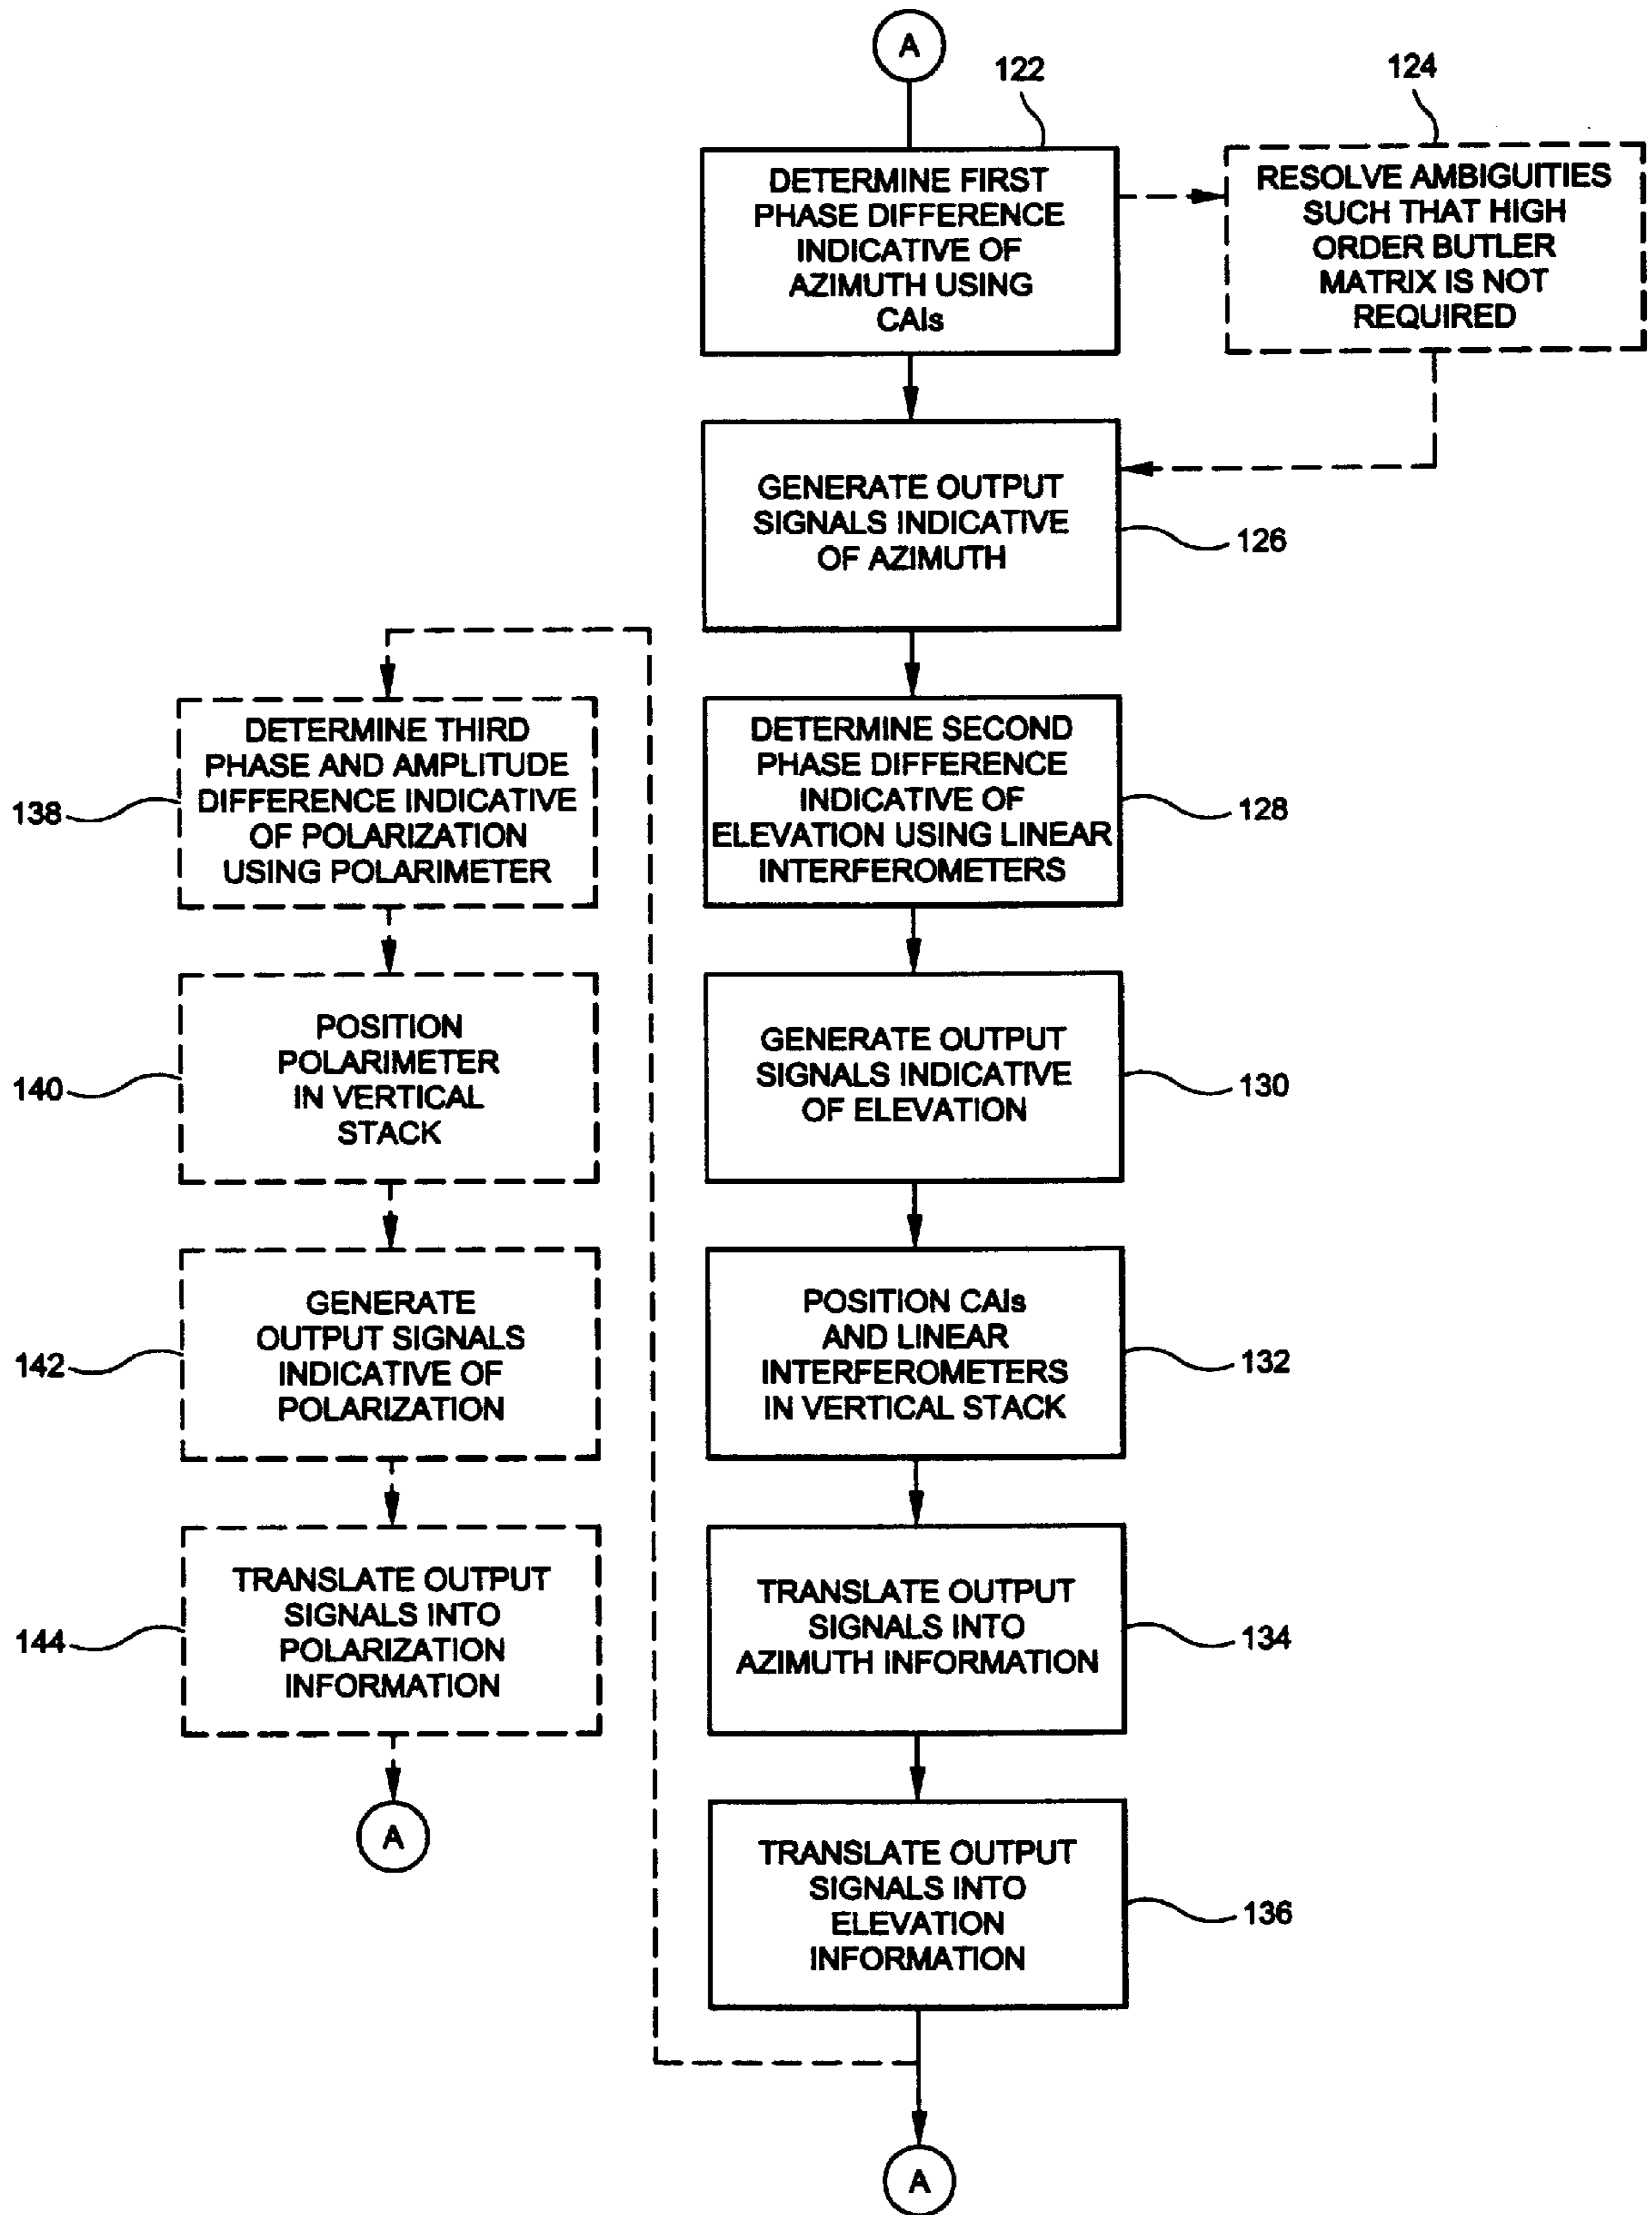 A
122
124
DETERMINE FIRST
PHASE DIFFERENCE
INDICATIVE OF
AZIMUTH USING
CAIs
RESOLVE AMBIGUITIES
SUCH THAT HIGH
ORDER BUTLER
MATRIX IS NOT
REQUIRED
GENERATE OUTPUT
SIGNALS INDICATIVE
OF AZIMUTH
126
DETERMINE SECOND
PHASE DIFFERENCE
INDICATIVE OF
ELEVATION USING LINEAR
INTERFEROMETERS
128
GENERATE OUTPUT
SIGNALS INDICATIVE
OF ELEVATION
130
POSITION CAIs
AND LINEAR
INTERFEROMETERS
IN VERTICAL STACK
132
TRANSLATE OUTPUT
SIGNALS INTO
AZIMUTH INFORMATION
134
TRANSLATE OUTPUT
SIGNALS INTO
ELEVATION
INFORMATION
136
A
DETERMINE THIRD
PHASE AND AMPLITUDE
DIFFERENCE INDICATIVE
OF POLARIZATION
USING POLARIMETER
138
POSITION
POLARIMETER
IN VERTICAL
STACK
140
GENERATE
OUTPUT SIGNALS
INDICATIVE OF
POLARIZATION
142
TRANSLATE OUTPUT
SIGNALS INTO
POLARIZATION
INFORMATION
144
A